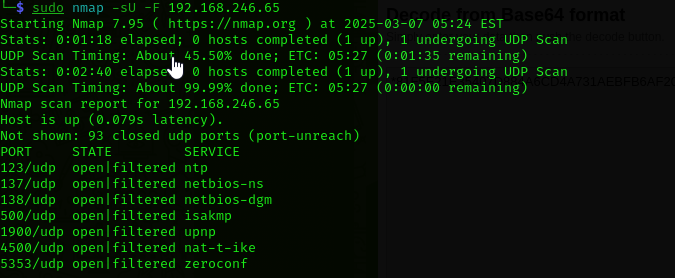 └─$ sudo nmap -sU -F 192.168.246.65
Decode from Base64 format
Starting Nmap 7.95 ( https://nmap.org ) at 2025-03-07 05:24 EST
Stats: 0:01:18 elapsed; 0 hosts completed (1 up), 1 undergoing UDP Scan
UDP Scan Timing: About 45.50% done; ETC: 05:27 (0:01:35 remaining)
Stats: 0:02:40 elapsed; 0 hosts completed (1 up), 1 undergoing UDP Scan
UDP Scan Timing: About 99.99% done; ETC: 05:27 (0:00:00 remaining)
Nmap scan report for 192.168.246.65
Host is up (0.079s latency).
Not shown: 93 closed udp ports (port-unreach)
PORT STATE SERVICE
123/udp open|filtered ntp
137/udp open|filtered netbios-ns
138/udp open|filtered netbios-dgm
500/udp open|filtered isakmp
1900/udp open|filtered upnp
4500/udp open|filtered nat-t-ike
5353/udp open|filtered zeroconf